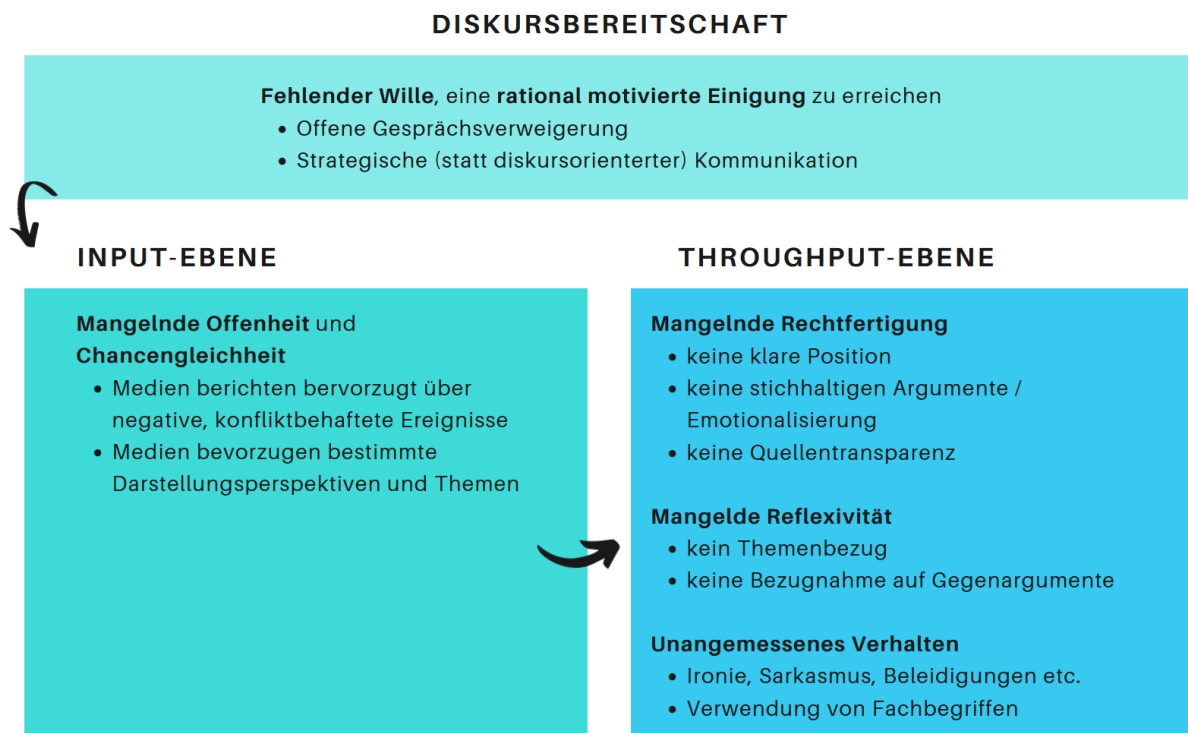 DISKURSBEREITSCHAFT
Fehlender Wille, eine rational motivierte Einigung zu erreichen
• Offene Gesprächsverweigerung
• Strategische (statt diskursorienterter) Kommunikation
INPUT-EBENE
Mangelnde Offenheit und
Chancengleichheit
• Medien berichten bervorzugt über
negative, konfliktbehaftete Ereignisse
• Medien bevorzugen bestimmte
Darstellungsperspektiven und Themen
THROUGHPUT-EBENE
Mangelnde Rechtfertigung
• keine klare Position
• keine stichhaltigen Argumente /
Emotionalisierung
• keine Quellentransparenz
Mangelde Reflexivität
• kein Themenbezug
• keine Bezugnahme auf Gegenargumente
Unangemessenes Verhalten
• Ironie, Sarkasmus, Beleidigungen etc.
• Verwendung von Fachbegriffen